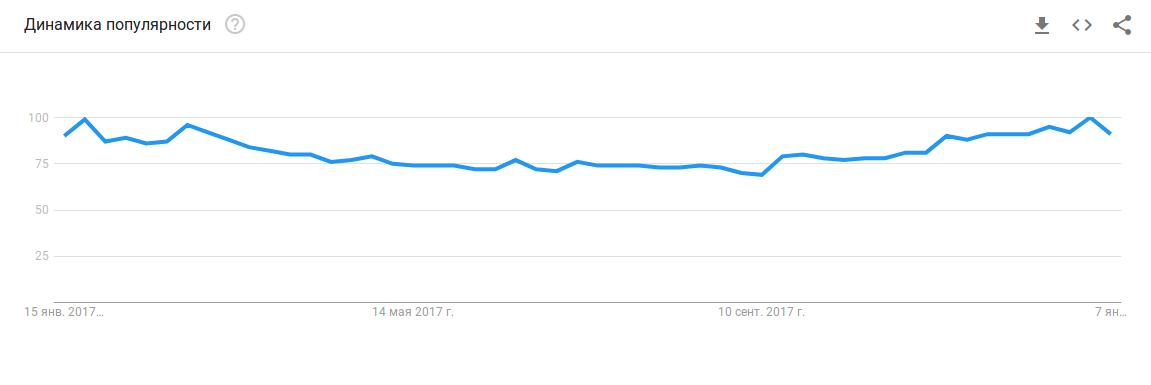 Динамика популярности ?
100
75
50
25
15 янв. 2017…
14 мая 2017 г.
10 сент. 2017 г.
7 ян…